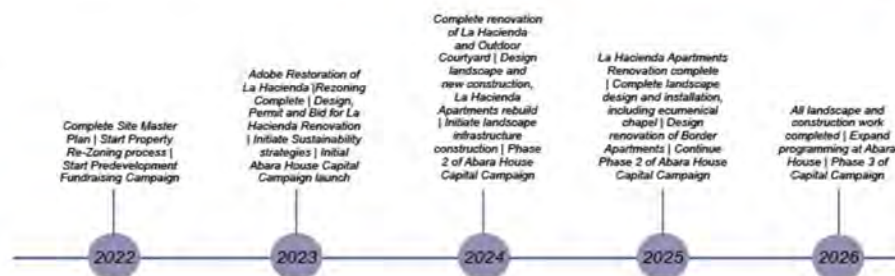 Complete Site Master
Plan | Start Property
Re-Zoning process |
Start Predevelopment
Fundraising Campaign
2022
Adobe Restoration of
La Hacienda |Rezoning
Complete | Design,
Permit and Bid for La
Hacienda Renovation
| Initiate Sustainability
strategies | Initial
Abara House Capital
Campaign launch
2023
Complete renovation
of La Hacienda
and Outdoor
Courtyard | Design
landscape and
new construction,
La Hacienda
Apartments rebuild
| Initiate landscape
infrastructure
construction | Phase
2 of Abara House
Capital Campaign
2024
La Hacienda Apartments
Renovation complete
| Complete landscape
design and installation,
including ecumenical
chapel | Design
renovation of Border
Apartments | Continue
Phase 2 of Abara House
Capital Campaign
2025
All landscape and
construction work
completed | Expand
programming at Abara
House | Phase 3 of
Capital Campaign
2026